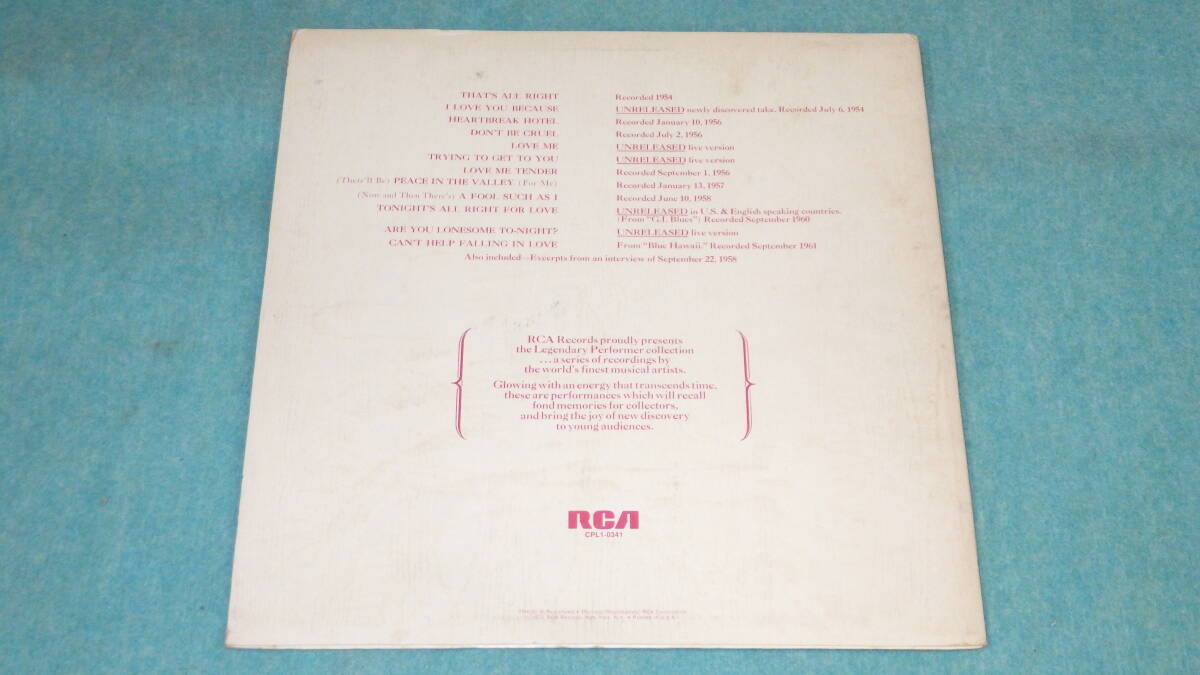 THAT'S ALL RIGHT Recorded 1954
I LOVE YOU BECAUSE UNRELEASED newly discovered take. Recorded July 6, 1954
HEARTBREAK HOTEL Recorded January 10, 1956
DON'T BE CRUEL Recorded July 2, 1956
LOVE ME UNRELEASED live version
TRYING TO GET TO YOU UNRELEASED live version
LOVE ME TENDER Recorded September 1, 1956
(There'll Be) PEACE IN THE VALLEY (For Me) Recorded January 13, 1957
(Now and Then There's) A FOOL SUCH AS I Recorded June 10, 1958
TONIGHT'S ALL RIGHT FOR LOVE UNRELEASED in U.S. & English speaking countries.
(From "G.I. Blues") Recorded September 1960
ARE YOU LONESOME TO-NIGHT? UNRELEASED live version
CAN'T HELP FALLING IN LOVE From "Blue Hawaii." Recorded September 1961
Also included—Excerpts from an interview of September 22, 1958
RCA Records proudly presents
the Legendary Performer collection
...a series of recordings by
the world's finest musical artists.
Glowing with an energy that transcends time,
these are performances which will recall
fond memories for collectors,
and bring the joy of new discovery
to young audiences.
RCA
CPL1-0341